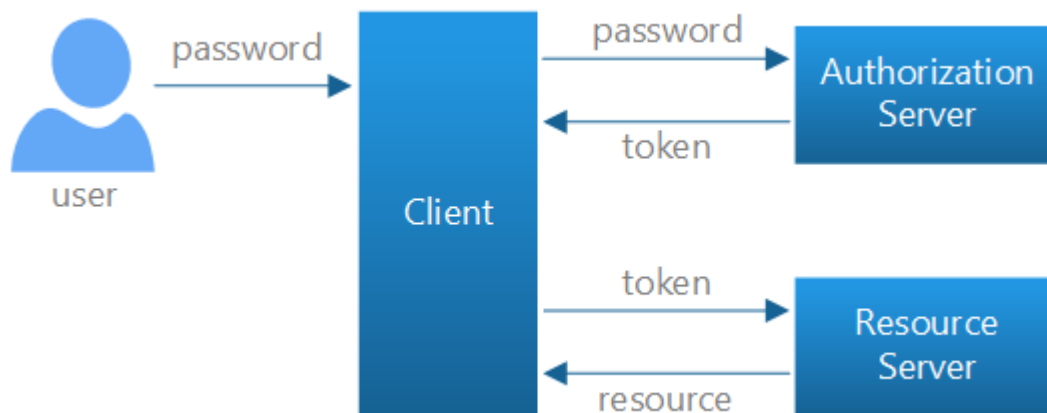 password
user
Client
password
token
Authorization
Server
token
resource
Resource
Server